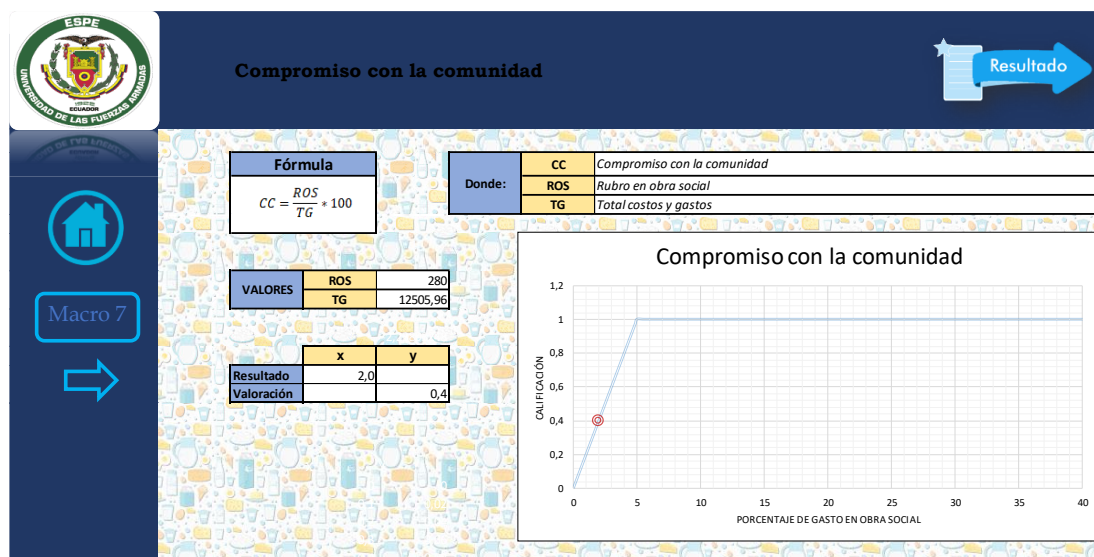 ESPE
UNIVERSIDAD DE LAS FUERZAS ARMADAS
ECUADOR
Compromiso con la comunidad
Resultado
Macro 7
Fórmula
CC = ROS / TG * 100
Donde:
CC Compromiso con la comunidad
ROS Rubro en obra social
TG Total costos y gastos
VALORES
ROS 280
TG 12505,96
x y
Resultado 2,0
Valoración 0,4
Compromiso con la comunidad
CALIFICACIÓN
1,2
1
0,8
0,6
0,4
0,2
0
0 5 10 15 20 25 30 35 40
PORCENTAJE DE GASTO EN OBRA SOCIAL